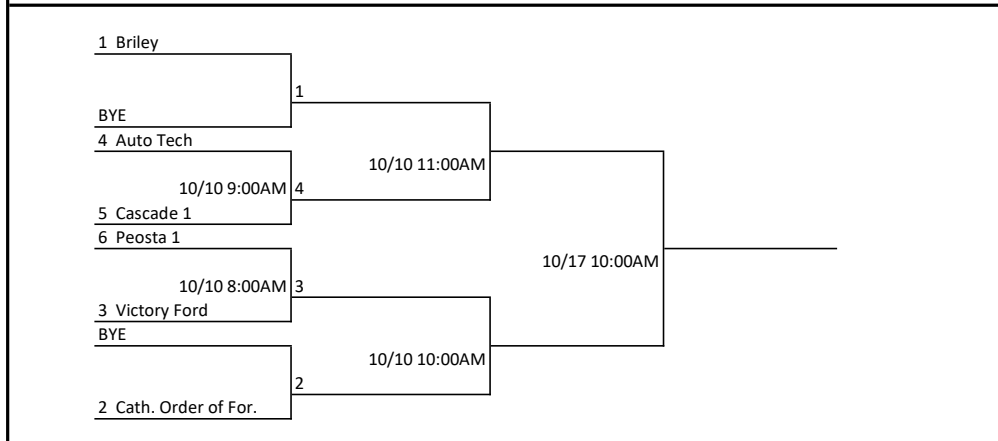 1 Briley
1
BYE
4 Auto Tech
10/10 11:00AM
10/10 9:00AM 4
5 Cascade 1
6 Peosta 1
10/17 10:00AM
10/10 8:00AM 3
3 Victory Ford
BYE
10/10 10:00AM
2
2 Cath. Order of For.